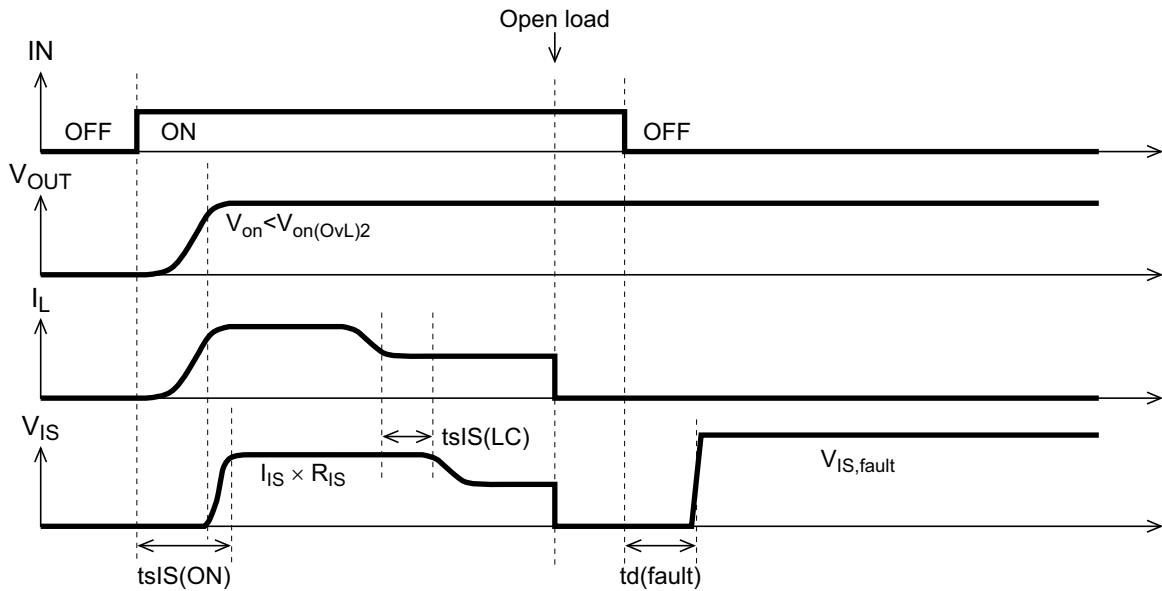 Open load
IN
OFF
ON
OFF
VOUT
Von<Von(OvL)2
IL
VIS
tsIS(LC)
IIS × RIS
VIS,fault
tsIS(ON)
td(fault)